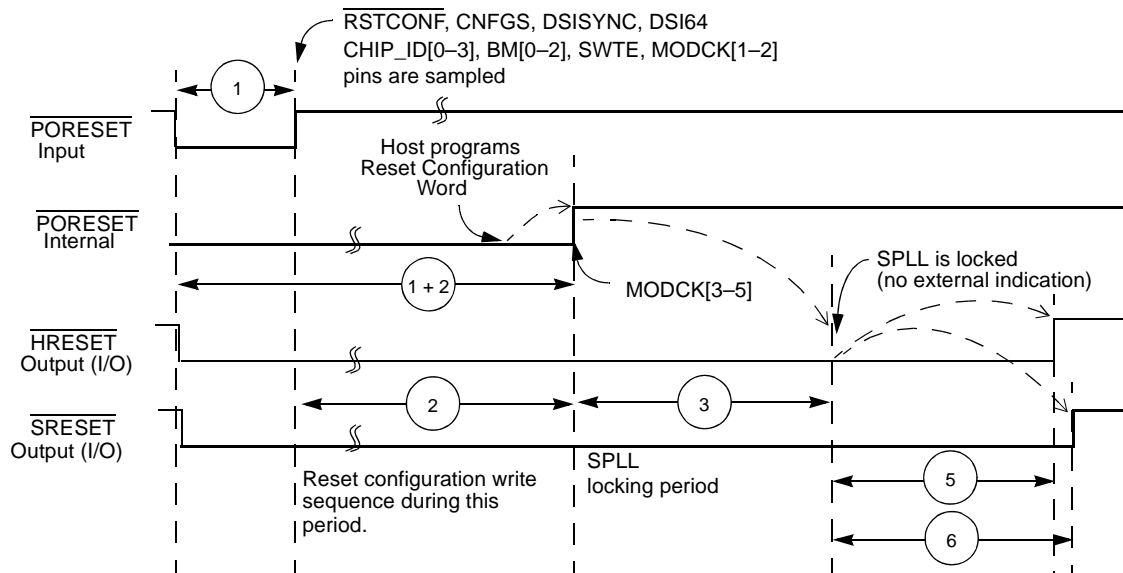 RSTCONF, CNFGS, DSISYNC, DSI64
CHIP_ID[0–3], BM[0–2], SWTE, MODCK[1–2]
pins are sampled
1
PORESET
Input
Host programs
Reset Configuration
Word
PORESET
Internal
1 + 2
MODCK[3–5]
SPLL is locked
(no external indication)
HRESET
Output (I/O)
2
3
SRESET
Output (I/O)
Reset configuration write
sequence during this
period.
SPLL
locking period
5
6